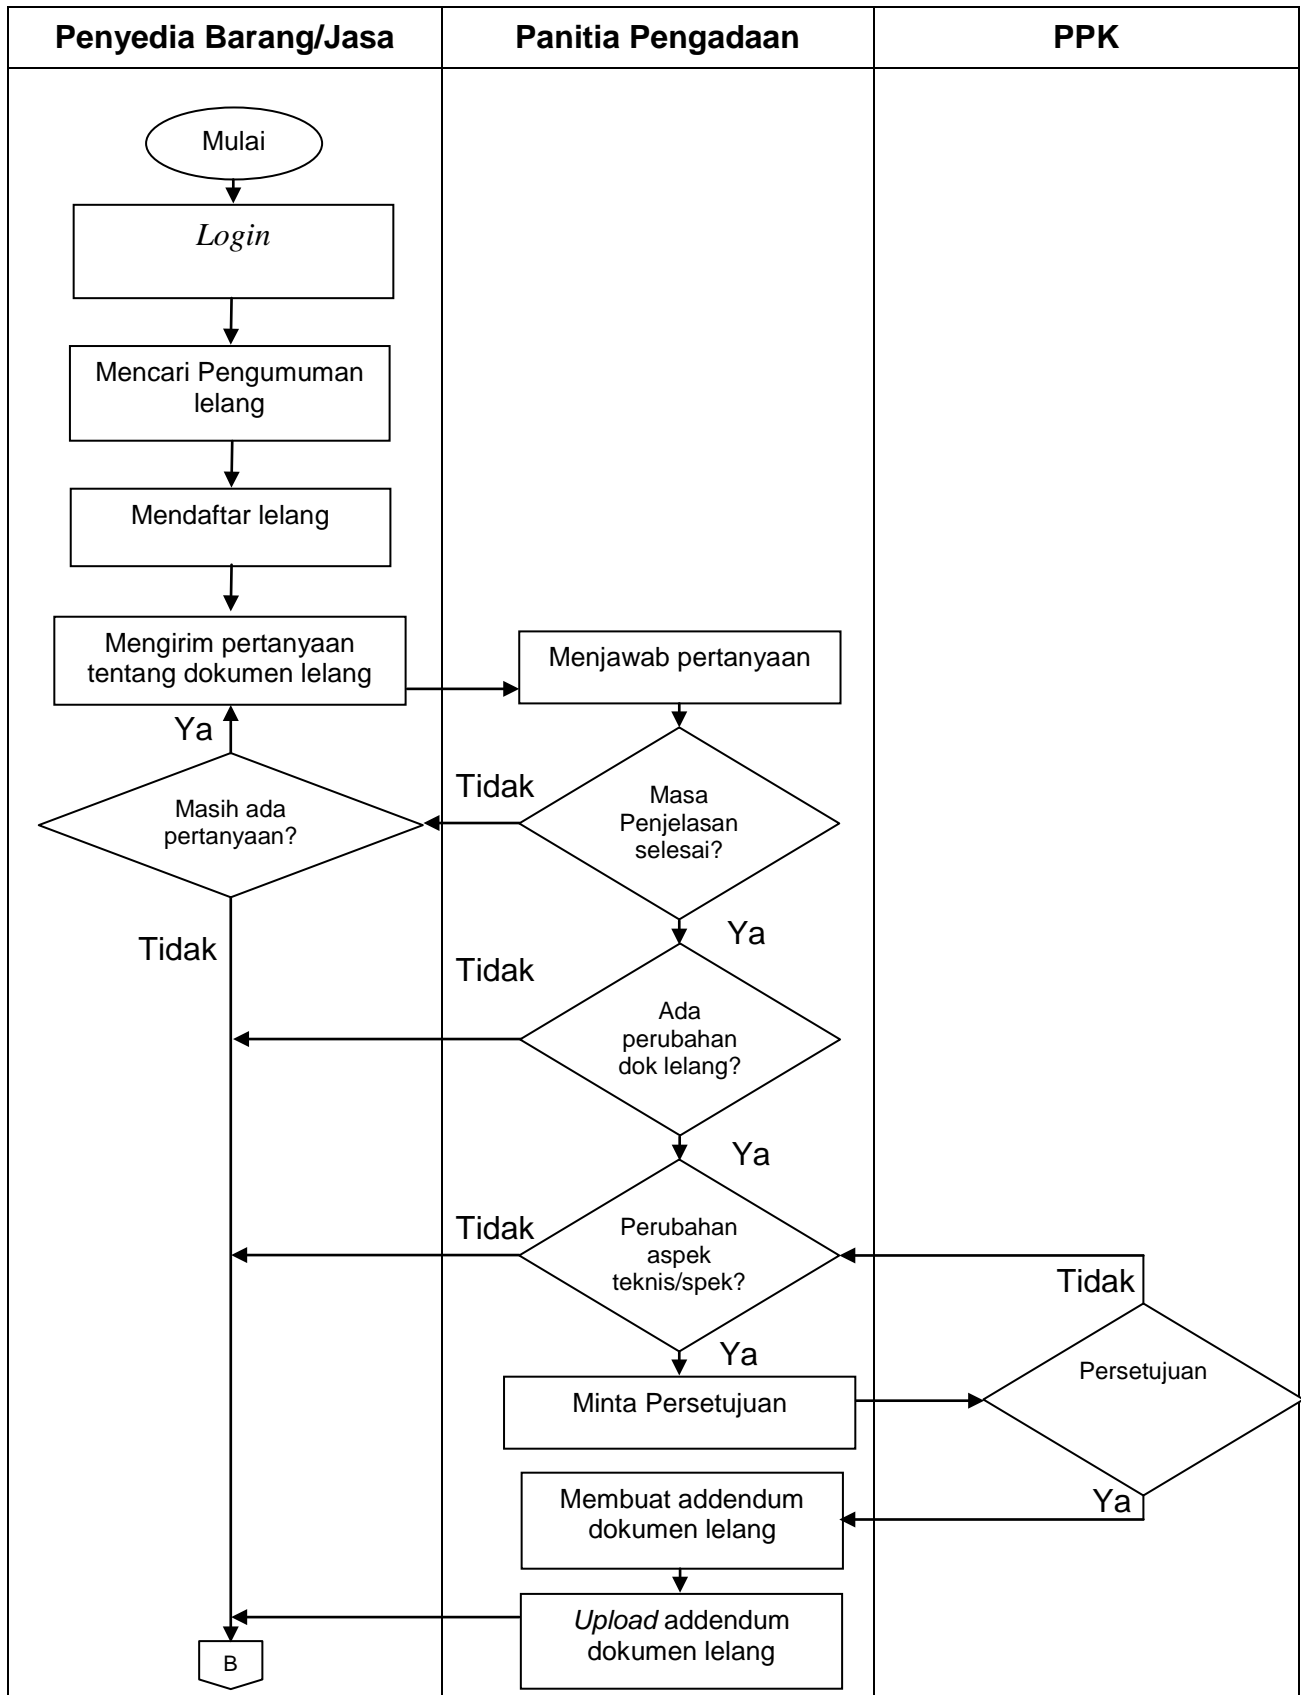 Penyedia Barang/Jasa
Panitia Pengadaan
PPK
Mulai
Login
Mencari Pengumuman
lelang
Mendaftar lelang
Mengirim pertanyaan
tentang dokumen lelang
Menjawab pertanyaan
Ya
Tidak
Masih ada
pertanyaan?
Masa
Penjelasan
selesai?
Tidak
Ya
Tidak
Ada
perubahan
dok lelang?
Ya
Tidak
Perubahan
aspek
teknis/spek?
Tidak
Ya
Minta Persetujuan
Persetujuan
Ya
Membuat addendum
dokumen lelang
Upload addendum
dokumen lelang
B